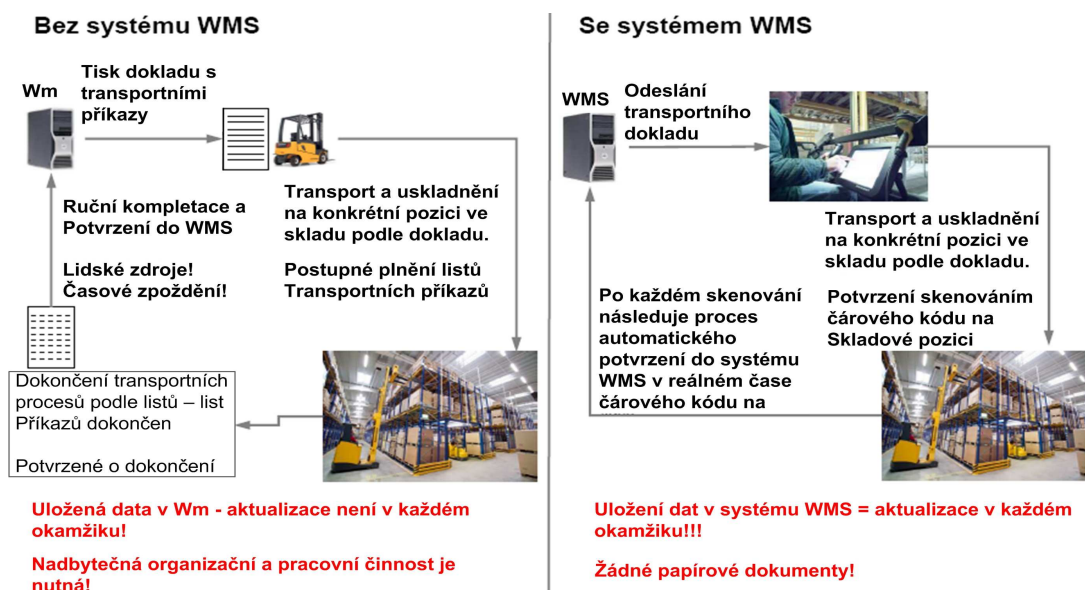 Bez systému WMS
Tisk dokladu s
transportními
příkazy
Wm
Transport a uskladnění
na konkrétní pozici ve
skladu podle dokladu.
Postupné plnění listů
Transportních příkazů
Ruční kompletace a
Potvrzení do WMS
Lidské zdroje!
Časové zpoždění!
Dokončení transportních
procesů podle listů – list
Příkazů dokončen
Potvrzené o dokončení
Uložená data v Wm - aktualizace není v každém
okamžiku!
Nadbytečná organizační a pracovní činnost je
nutná!
Se systémem WMS
WMS
Odeslání
transportního
dokladu
Transport a uskladnění
na konkrétní pozici ve
skladu podle dokladu.
Potvrzení skenováním
čárového kódu na
Skladové pozici
Po každém skenování
následuje proces
automatického
potvrzení do systému
WMS v reálném čase
čárového kódu na
Uložení dat v systému WMS = aktualizace v každém
okamžiku!!!
Žádné papírové dokumenty!